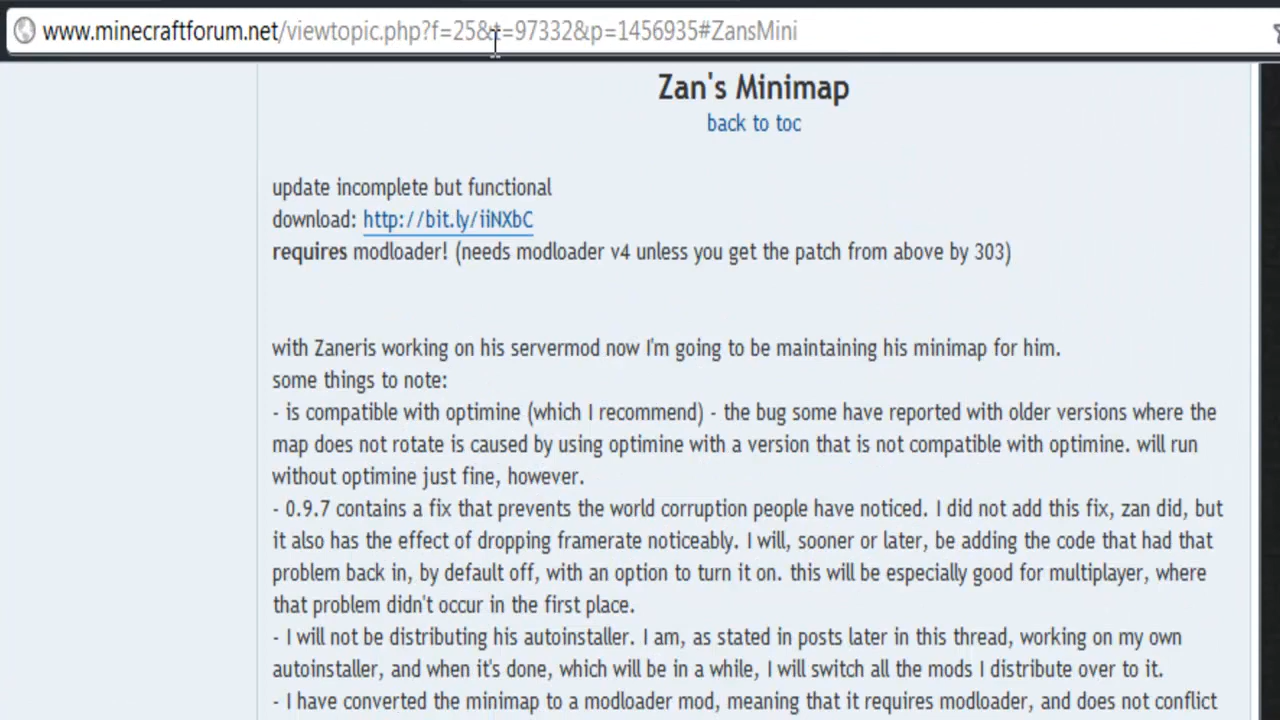 www.minecraftforum.net/viewtopic.php?f=25&t=97332&p=1456935#ZansMini
Zan's Minimap
back to toc
update incomplete but functional
download: http://bit.ly/iiNXbC
requires modloader! (needs modloader v4 unless you get the patch from above by 303)
with Zaneris working on his servermod now I'm going to be maintaining his minimap for him.
some things to note:
- is compatible with optimine (which I recommend) - the bug some have reported with older versions where the
map does not rotate is caused by using optimine with a version that is not compatible with optimine. will run
without optimine just fine, however.
- 0.9.7 contains a fix that prevents the world corruption people have noticed. I did not add this fix, zan did, but
it also has the effect of dropping framerate noticeably. I will, sooner or later, be adding the code that had that
problem back in, by default off, with an option to turn it on. this will be especially good for multiplayer, where
that problem didn't occur in the first place.
- I will not be distributing his autoinstaller. I am, as stated in posts later in this thread, working on my own
autoinstaller, and when it's done, which will be in a while, I will switch all the mods I distribute over to it.
- I have converted the minimap to a modloader mod, meaning that it requires modloader, and does not conflict